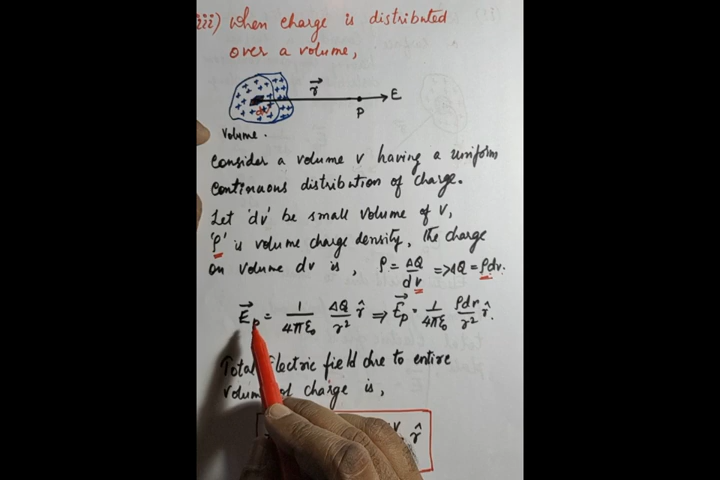 iii) When charge is distributed
over a volume,
r⃗
E
dv
P
Volume.
Consider a volume V having a uniform
continuous distribution of charge.
Let 'dv' be small volume of V,
'ρ' is volume charge density, the charge
on volume dv is, ρ = ΔQ/dv => ΔQ = ρdv.
E⃗p = 1/4πε₀ ΔQ/r² r̂ ⇒ E⃗p = 1/4πε₀ ρdv/r² r̂.
Total Electric field due to entire
volume of charge is,
r̂